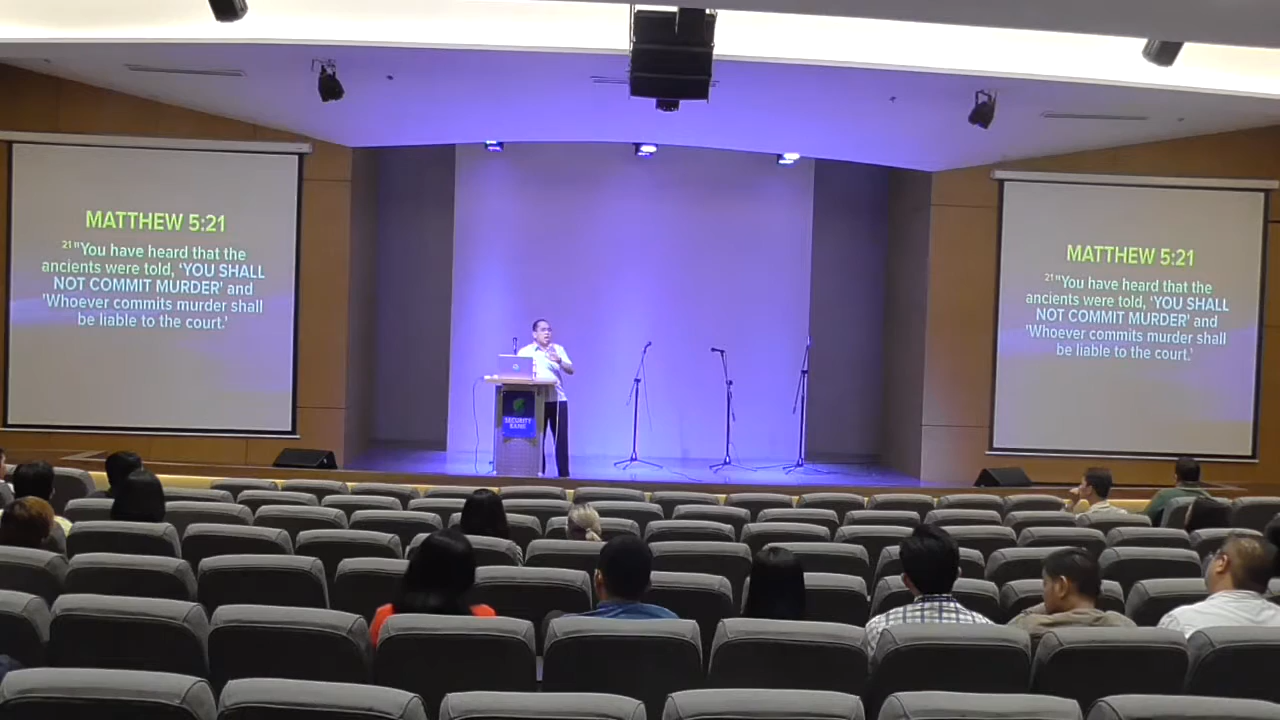 MATTHEW 5:21
21 "You have heard that the
ancients were told, ‘YOU SHALL
NOT COMMIT MURDER’ and
'Whoever commits murder shall
be liable to the court.'
SECURITY
BANK
MATTHEW 5:21
21 "You have heard that the
ancients were told, ‘YOU SHALL
NOT COMMIT MURDER’ and
'Whoever commits murder shall
be liable to the court.'